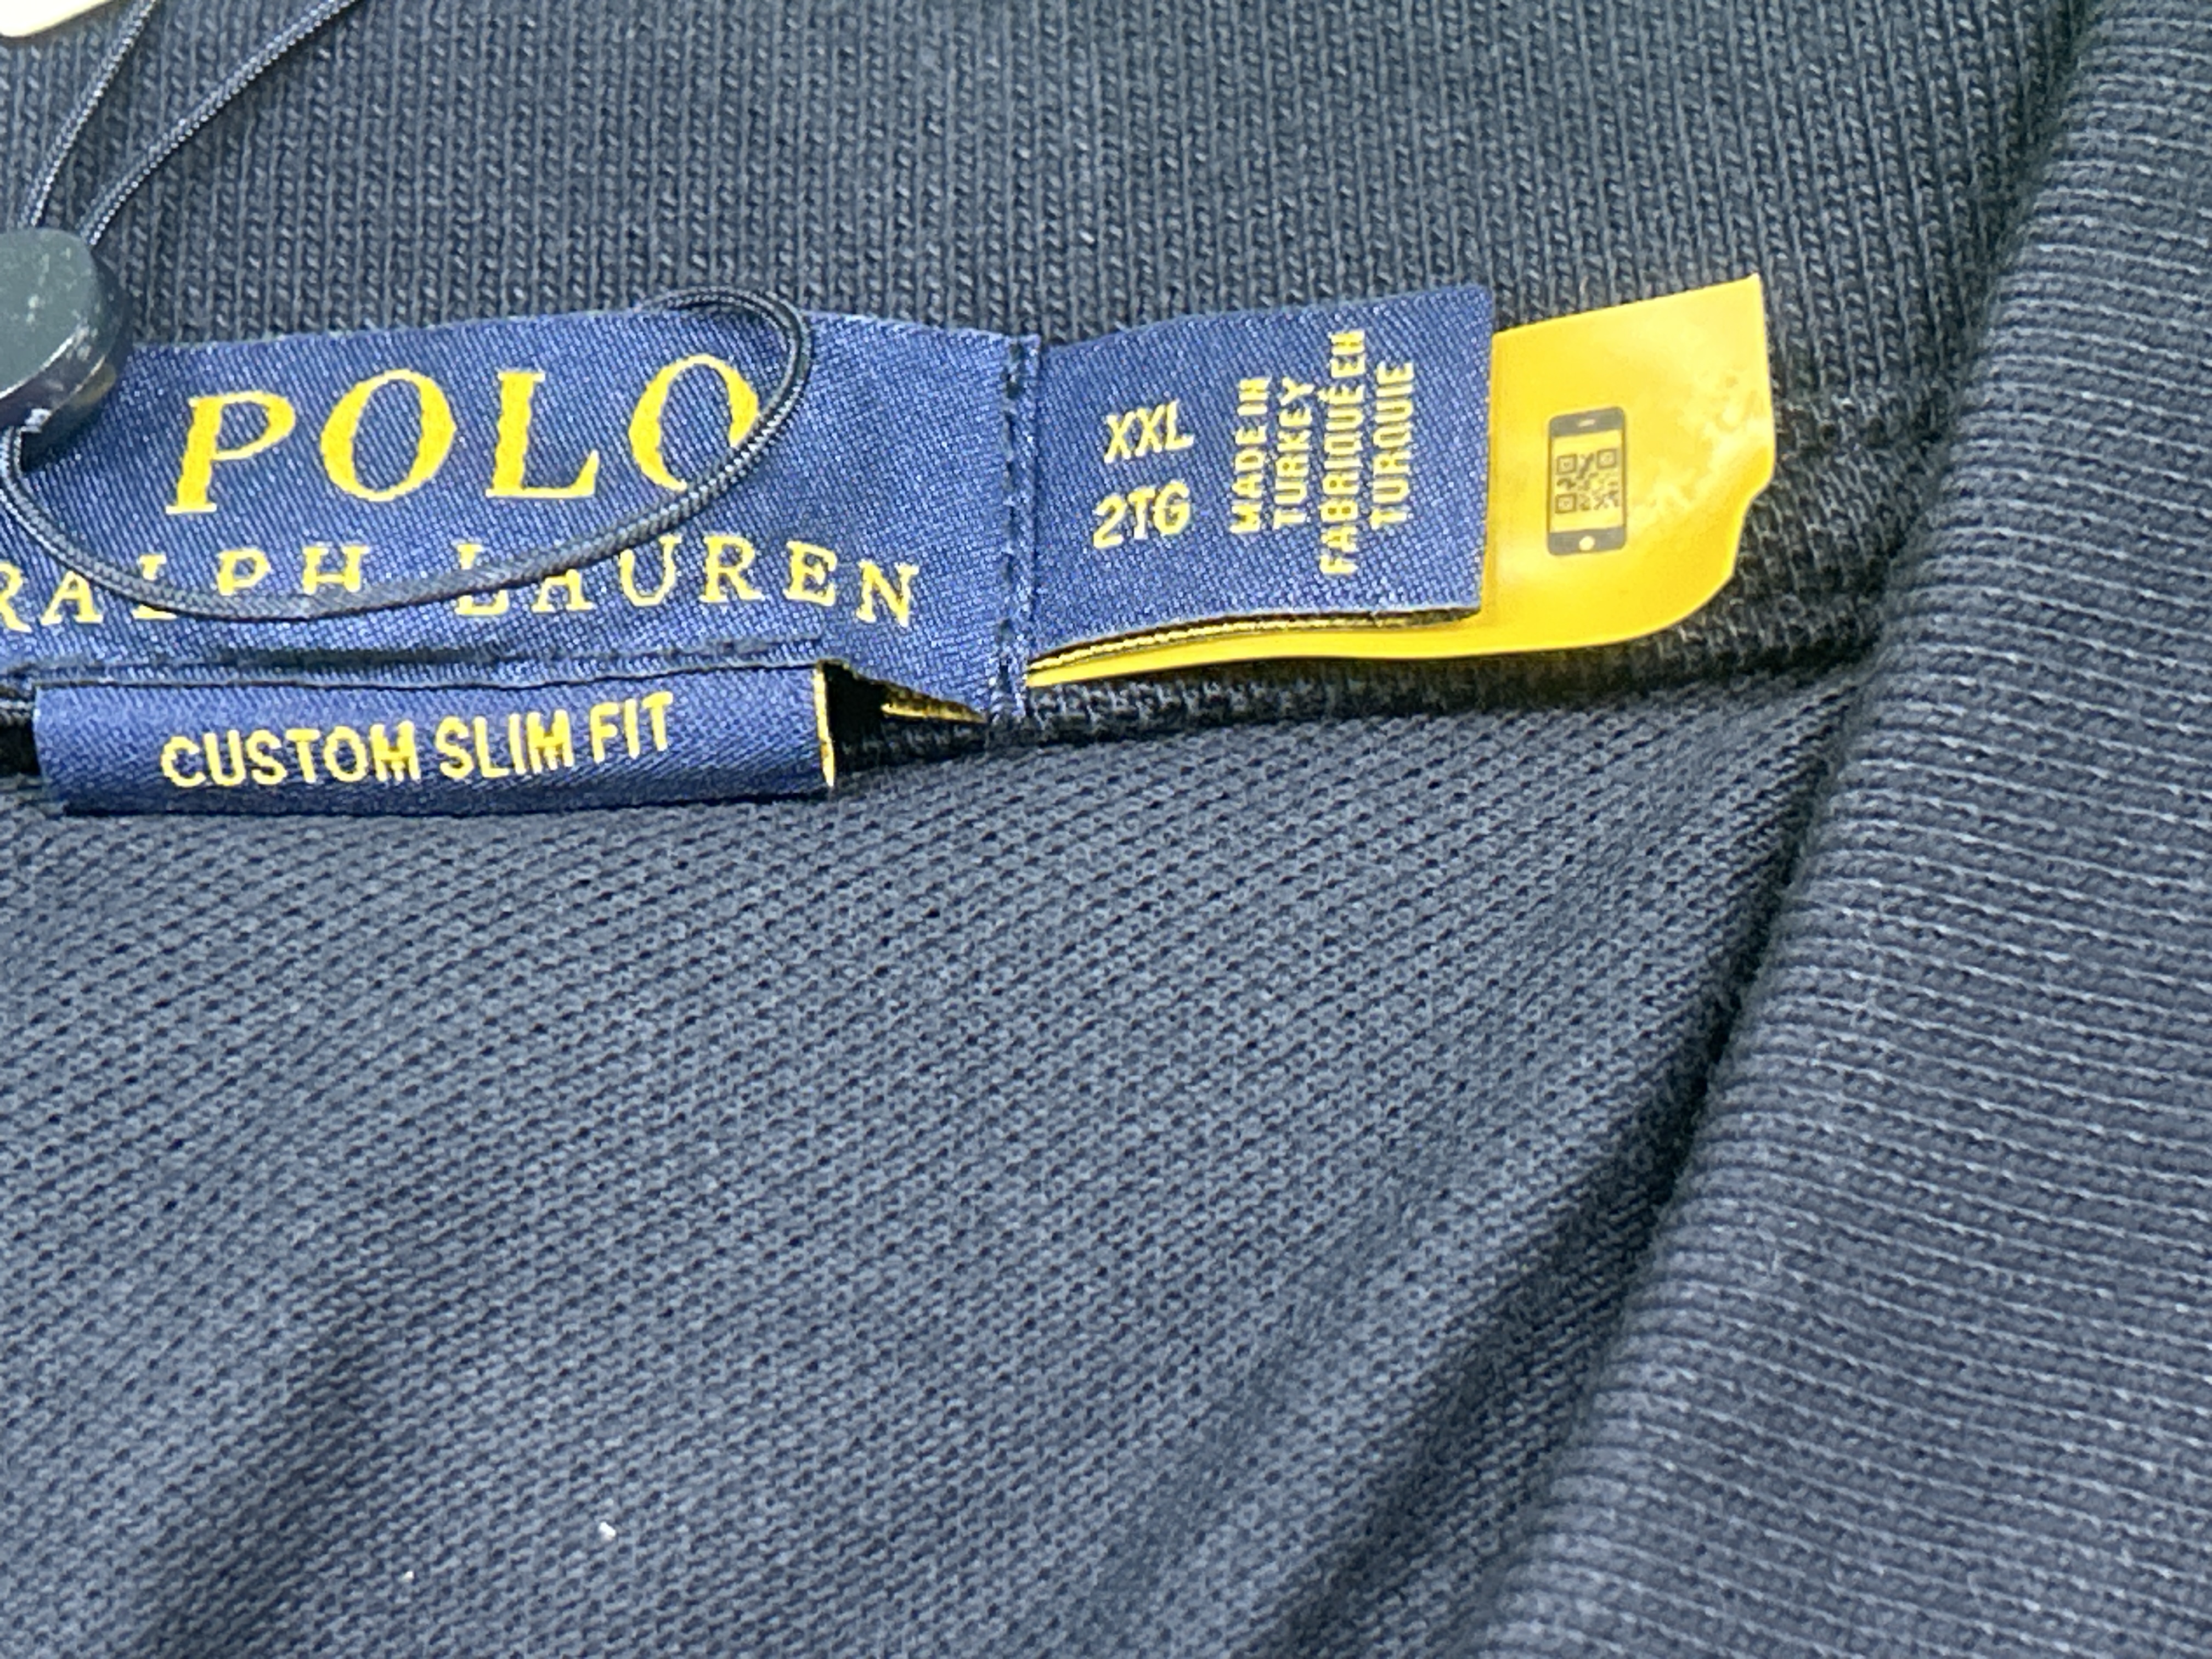 POLO
RALPH LAUREN
CUSTOM SLIM FIT
XXL
2TG
MADE IN
TURKEY
FABRIQUÉ EN
TURQUIE